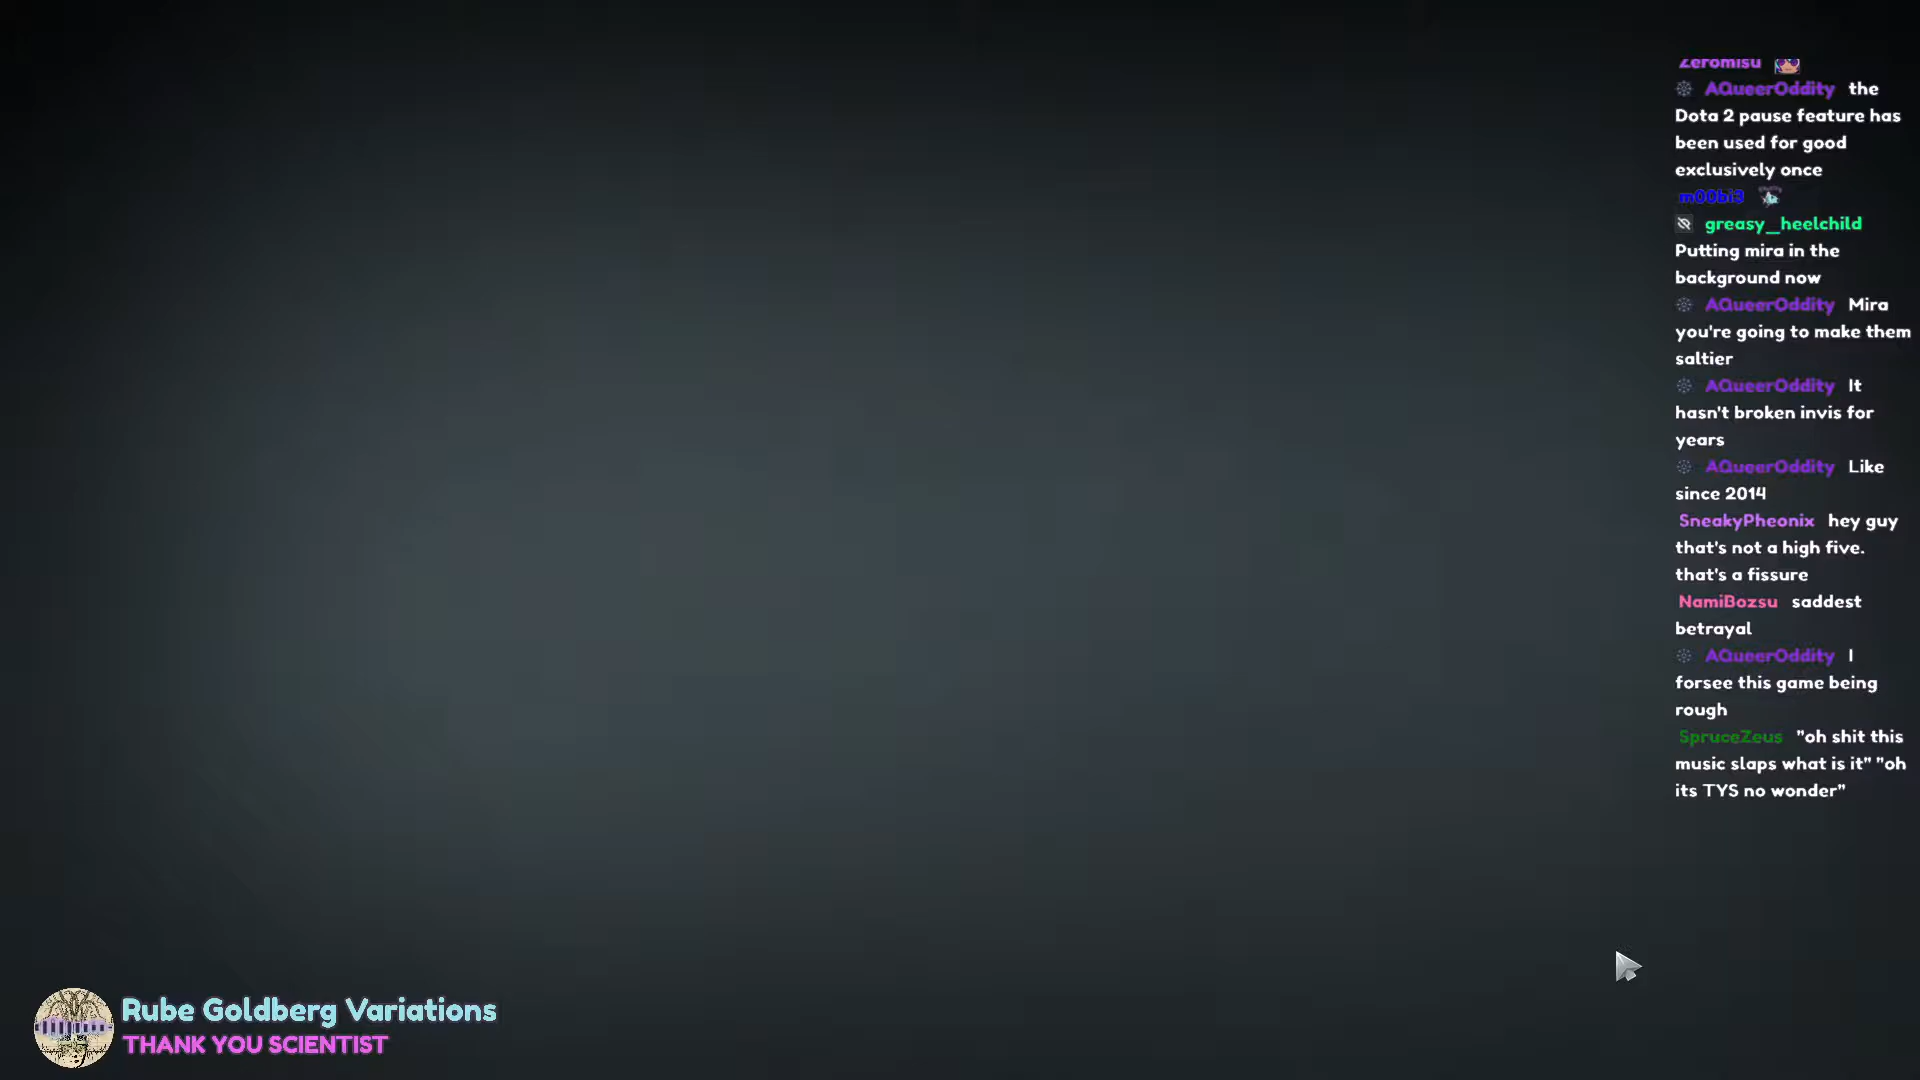 Zeromisu
AQueerOddity the
Dota 2 pause feature has
been used for good
exclusively once
m00bi3
greasy_heelchild
Putting mira in the
background now
AQueerOddity Mira
you're going to make them
saltier
AQueerOddity It
hasn't broken invis for
years
AQueerOddity Like
since 2014
SneakyPheonix hey guy
that's not a high five.
that's a fissure
NamiBozsu saddest
betrayal
AQueerOddity I
forsee this game being
rough
SpruceZeus "oh shit this
music slaps what is it" "oh
its TYS no wonder"
Rube Goldberg Variations
THANK YOU SCIENTIST